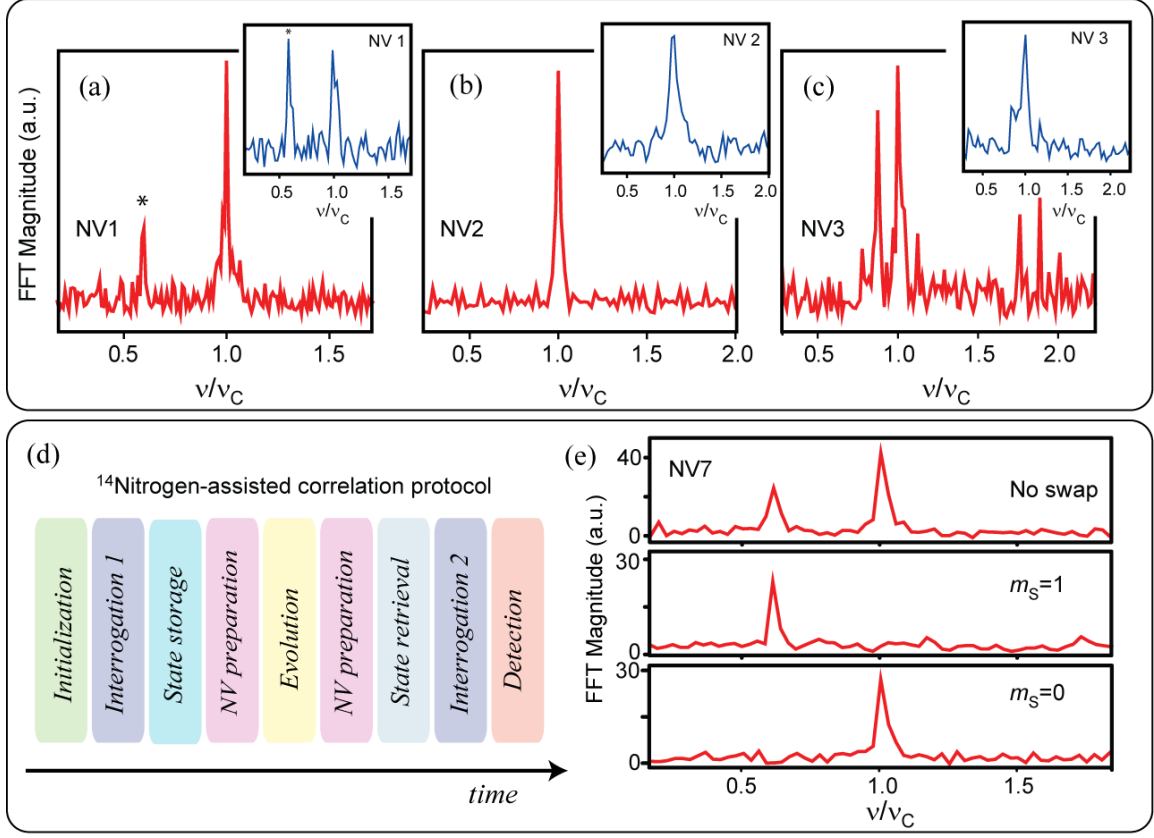 (a)
NV1
*
FFT Magnitude (a.u.)
0.5
1.0
1.5
ν/νC
NV 1
*
0.5
1.0
1.5
ν/νC
(b)
NV2
0.5
1.0
1.5
2.0
ν/νC
NV 2
0.5
1.0
1.5
2.0
ν/νC
(c)
NV3
0.5
1.0
1.5
2.0
ν/νC
NV 3
0.5
1.0
1.5
2.0
ν/νC
(d)
14Nitrogen-assisted correlation protocol
Initialization
Interrogation 1
State storage
NV preparation
Evolution
NV preparation
State retrieval
Interrogation 2
Detection
time
(e)
FFT Magnitude (a.u.)
NV7
No swap
40
0
mS=1
30
0
mS=0
30
0
0.5
1.0
1.5
ν/νC